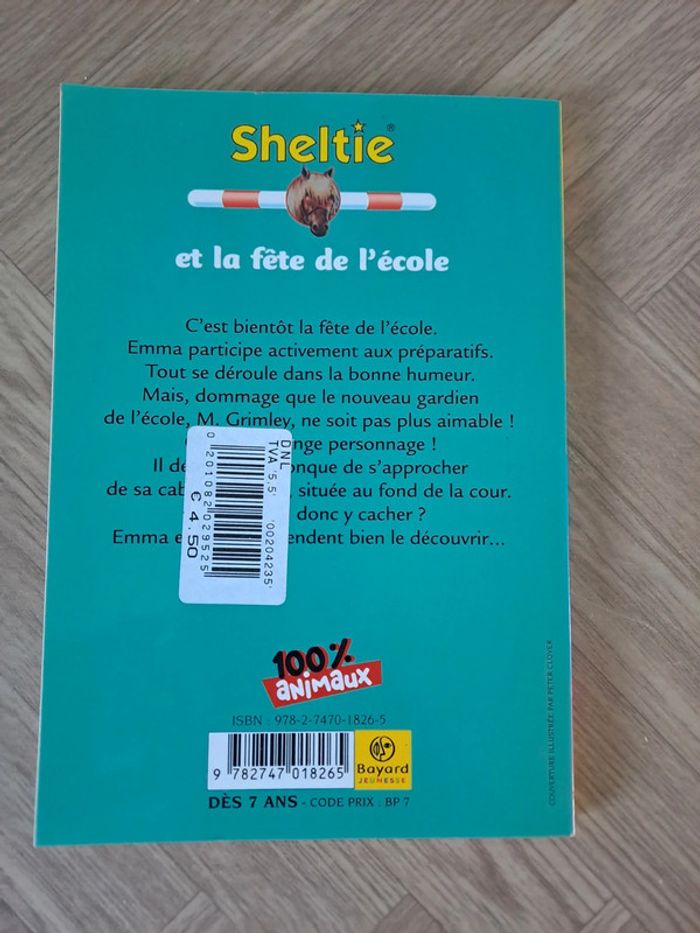 Sheltie®
et la fête de l'école
C'est bientôt la fête de l'école.
Emma participe activement aux préparatifs.
Tout se déroule dans la bonne humeur.
Mais, dommage que le nouveau gardien
de l'école, M. Grimley, ne soit pas plus aimable !
personnage !
Il de s'approcher
de sa située au fond de la cour.
donc y cacher ?
Emma bien le découvrir...
DNL
TVA '5.5' '00204235'
0201082029525
€ 4.50
100%
animaux
ISBN : 978-2-7470-1826-5
9 782747 018265
Bayard
JEUNESSE
DÈS 7 ANS - CODE PRIX : BP 7
COUVERTURE ILLUSTRÉE PAR PETER CLOVER